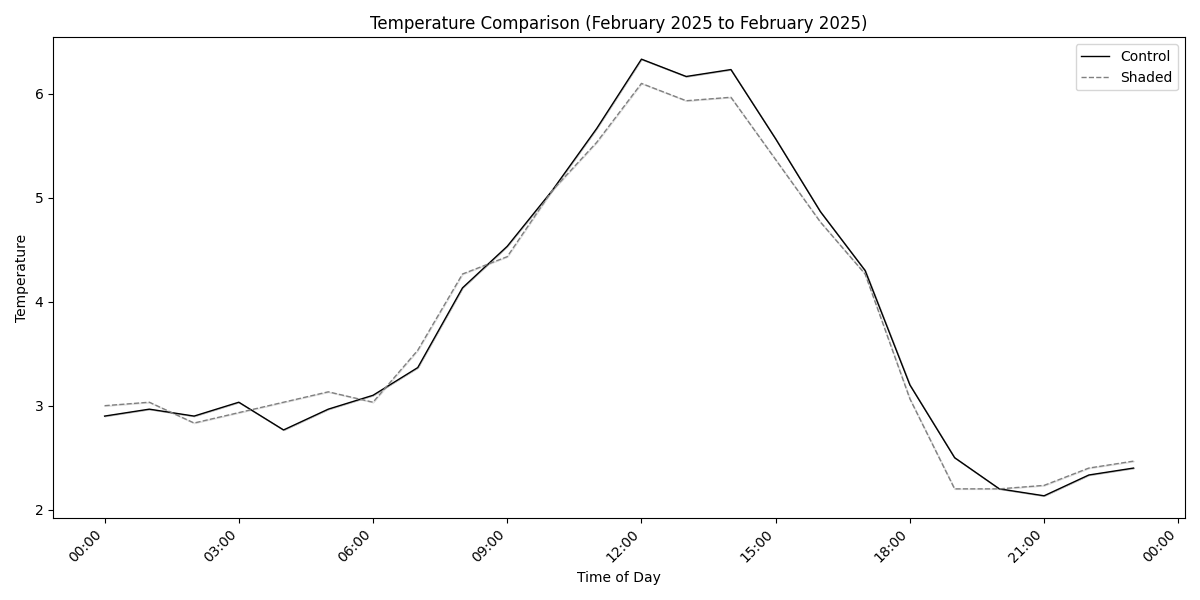 Temperature Comparison (February 2025 to February 2025)
Control
Shaded
6
5
4
3
2
Temperature
00:00
03:00
06:00
09:00
12:00
15:00
18:00
21:00
00:00
Time of Day